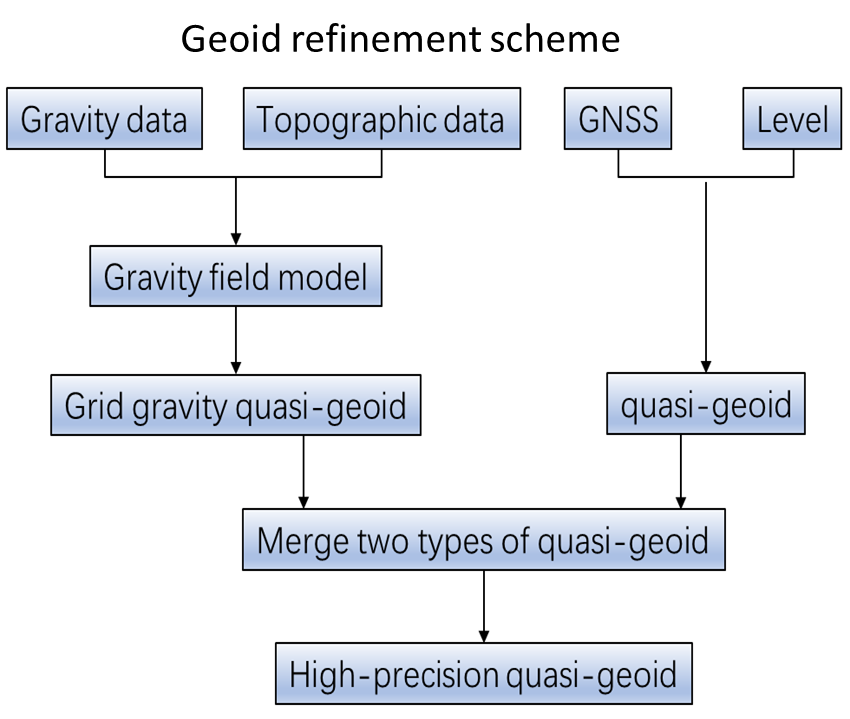 Geoid refinement scheme
Gravity data
Topographic data
GNSS
Level
Gravity field model
Grid gravity quasi-geoid
quasi-geoid
Merge two types of quasi-geoid
High-precision quasi-geoid